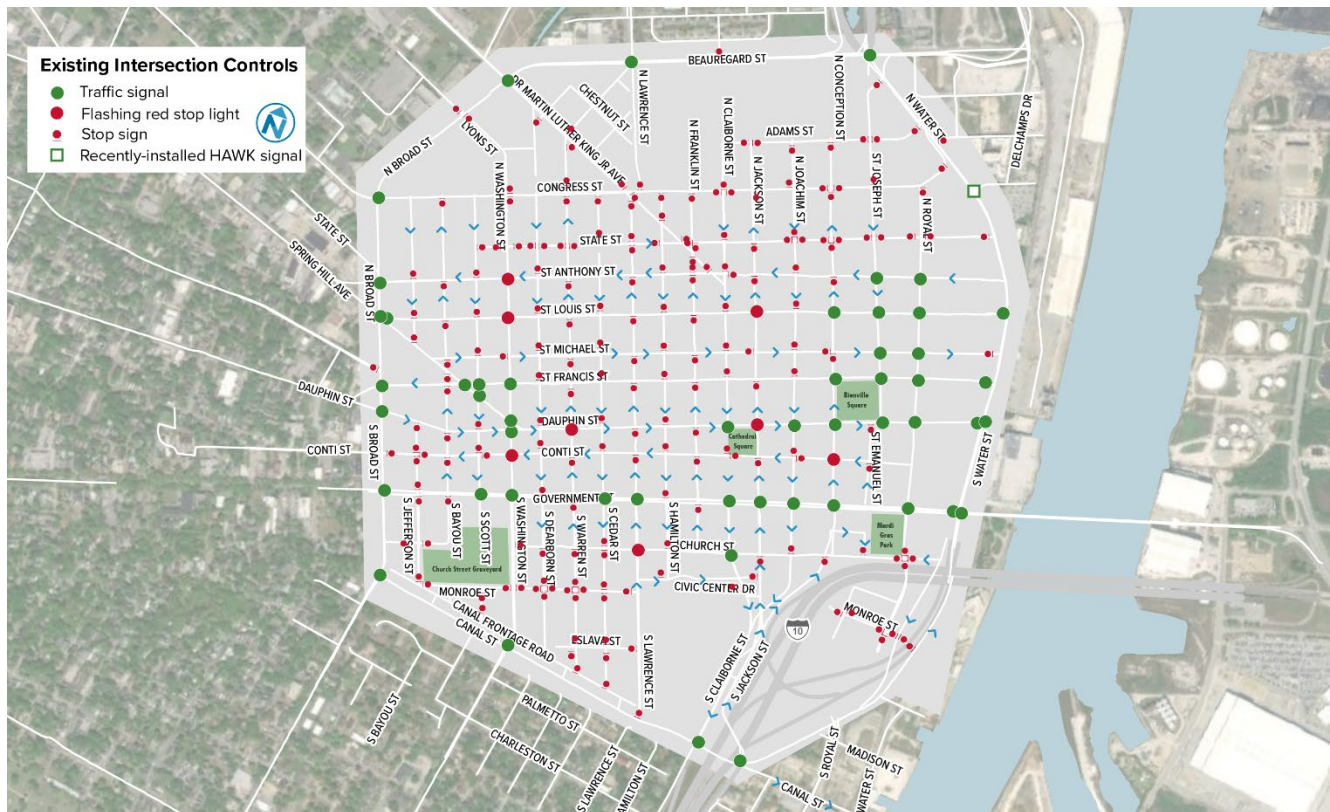 Existing Intersection Controls
Traffic signal
Flashing red stop light
Stop sign
Recently-installed HAWK signal
N
BEAUREGARD ST
DR MARTIN LUTHER KING JR AVE
CHESTNUT ST
N LAWRENCE ST
N CONCEPTION ST
N WATER ST
DELCHAMPS DR
LYONS ST
N BROAD ST
N WASHINGTON ST
N FRANKLIN ST
N CLAIBORNE ST
ADAMS ST
N JACKSON ST
N JOACHIM ST
ST JOSEPH ST
N ROYAL ST
CONGRESS ST
STATE ST
STATE ST
SPRING HILL AVE
N BROAD ST
ST ANTHONY ST
ST LOUIS ST
ST MICHAEL ST
ST FRANCIS ST
Bienville
Square
DAUPHIN ST
DAUPHIN ST
Cathedral
Square
CONTI ST
CONTI ST
S BROAD ST
ST EMANUEL ST
S WATER ST
GOVERNMENT ST
S JEFFERSON ST
S BAYOU ST
S SCOTT ST
S WASHINGTON ST
S DEARBORN ST
S WARREN ST
S CEDAR ST
S HAMILTON ST
Mardi
Gras
Park
CHURCH ST
Church Street Graveyard
MONROE ST
CIVIC CENTER DR
MONROE ST
CANAL FRONTAGE ROAD
CANAL ST
ESLAVA ST
S LAWRENCE ST
S CLAIBORNE ST
S JACKSON ST
10
S BAYOU ST
PALMETTO ST
CHARLESTON ST
S LAWRENCE ST
S ROYAL ST
MADISON ST
WATER ST
CANAL ST